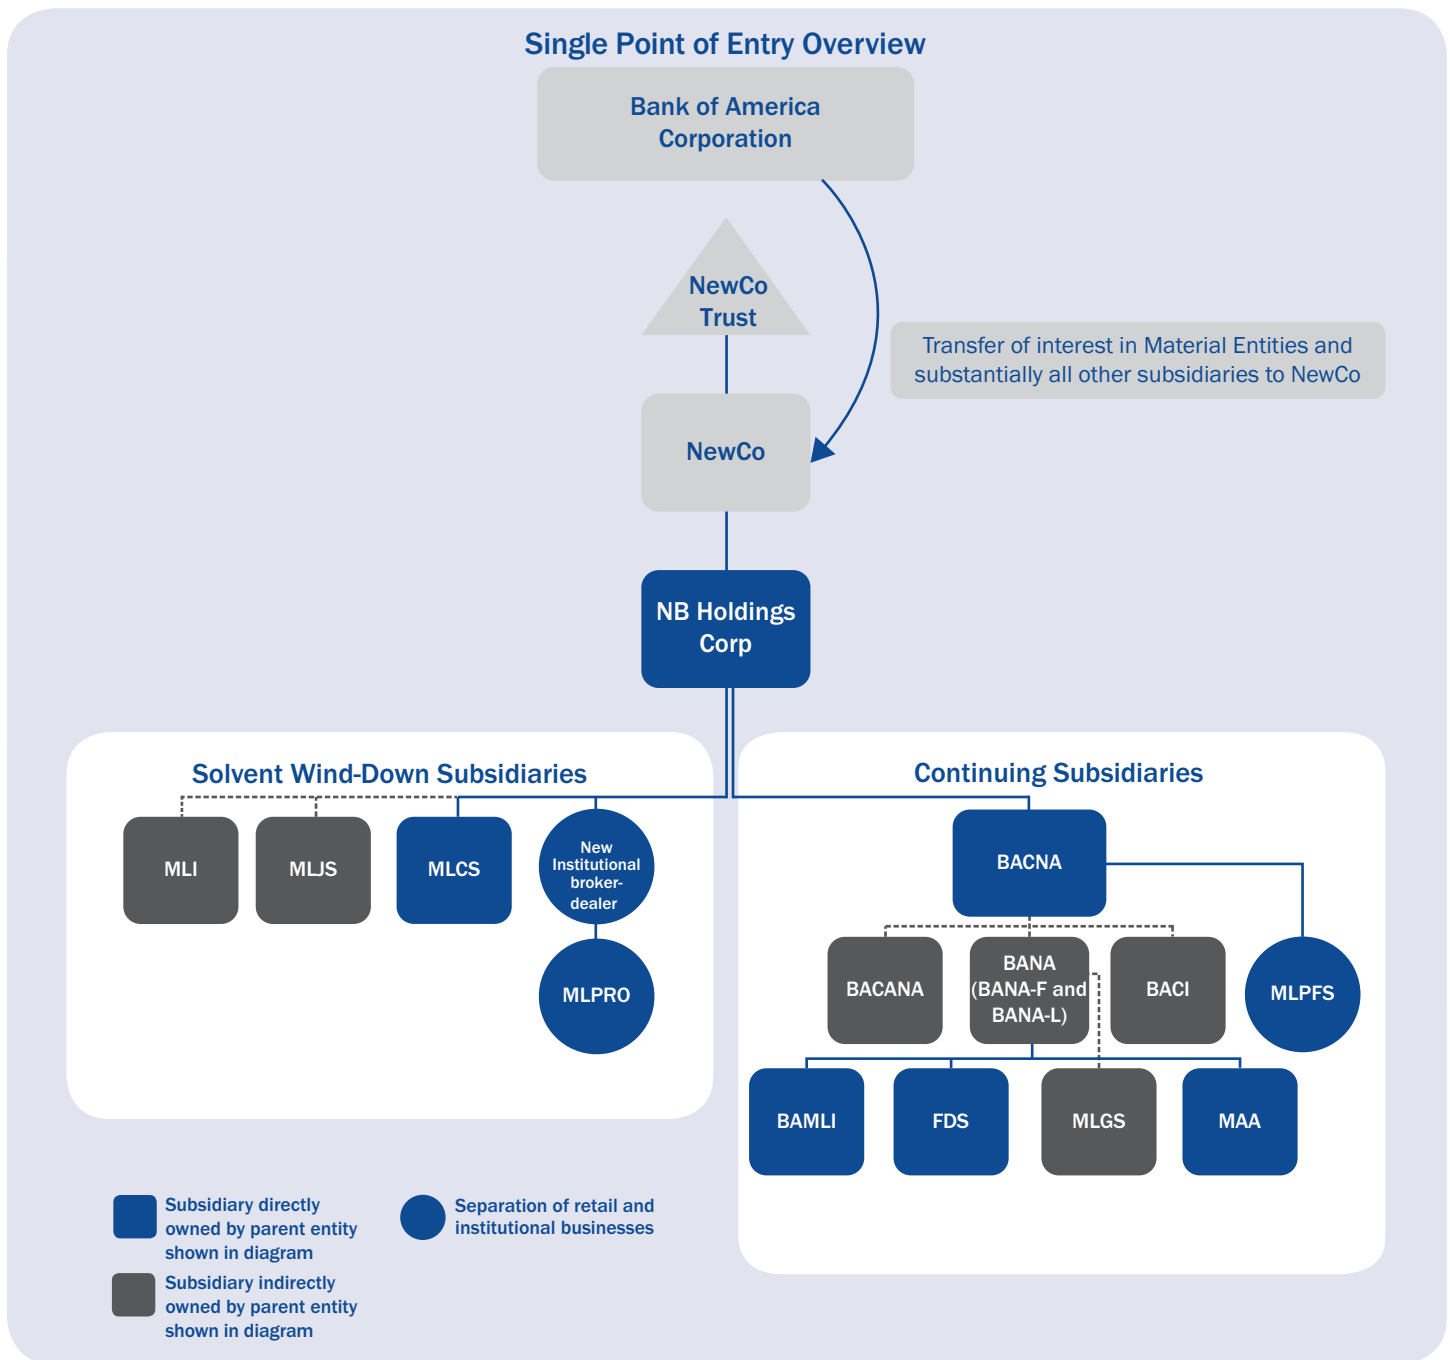 Single Point of Entry Overview
Bank of America
Corporation
NewCo
Trust
Transfer of interest in Material Entities and
substantially all other subsidiaries to NewCo
NewCo
NB Holdings
Corp
Solvent Wind-Down Subsidiaries
MLI
MLJS
MLCS
New
Institutional
broker-
dealer
MLPRO
Continuing Subsidiaries
BACNA
BACANA
BANA
(BANA-F and
BANA-L)
BACI
MLPFS
BAMLI
FDS
MLGS
MAA
Subsidiary directly
owned by parent entity
shown in diagram
Separation of retail and
institutional businesses
Subsidiary indirectly
owned by parent entity
shown in diagram